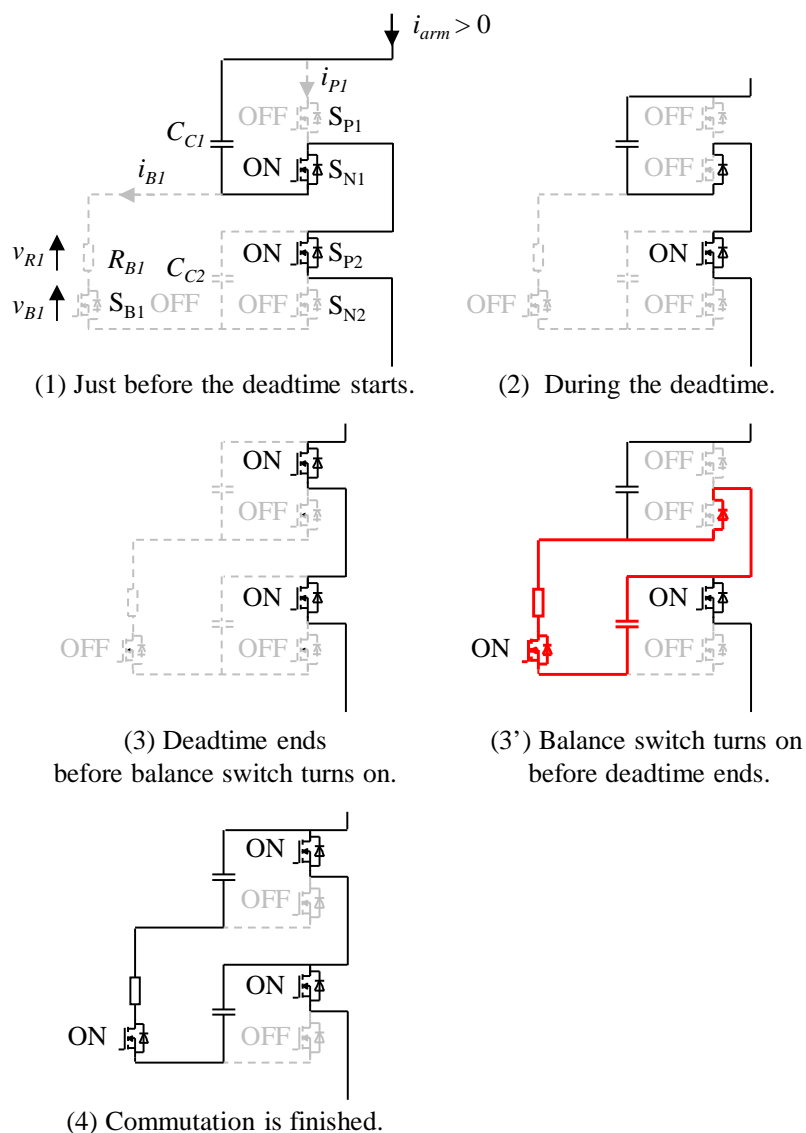 i_arm > 0
i_P1
OFF S_P1
C_C1
ON S_N1
i_B1
ON S_P2
v_R1 R_B1 C_C2
v_B1 S_B1 OFF OFF S_N2
OFF
OFF
ON
OFF OFF
(1) Just before the deadtime starts.
(2) During the deadtime.
ON
OFF
ON
OFF OFF
OFF
OFF
ON
ON OFF
(3) Deadtime ends
before balance switch turns on.
(3’) Balance switch turns on
before deadtime ends.
ON
OFF
ON
ON OFF
(4) Commutation is finished.